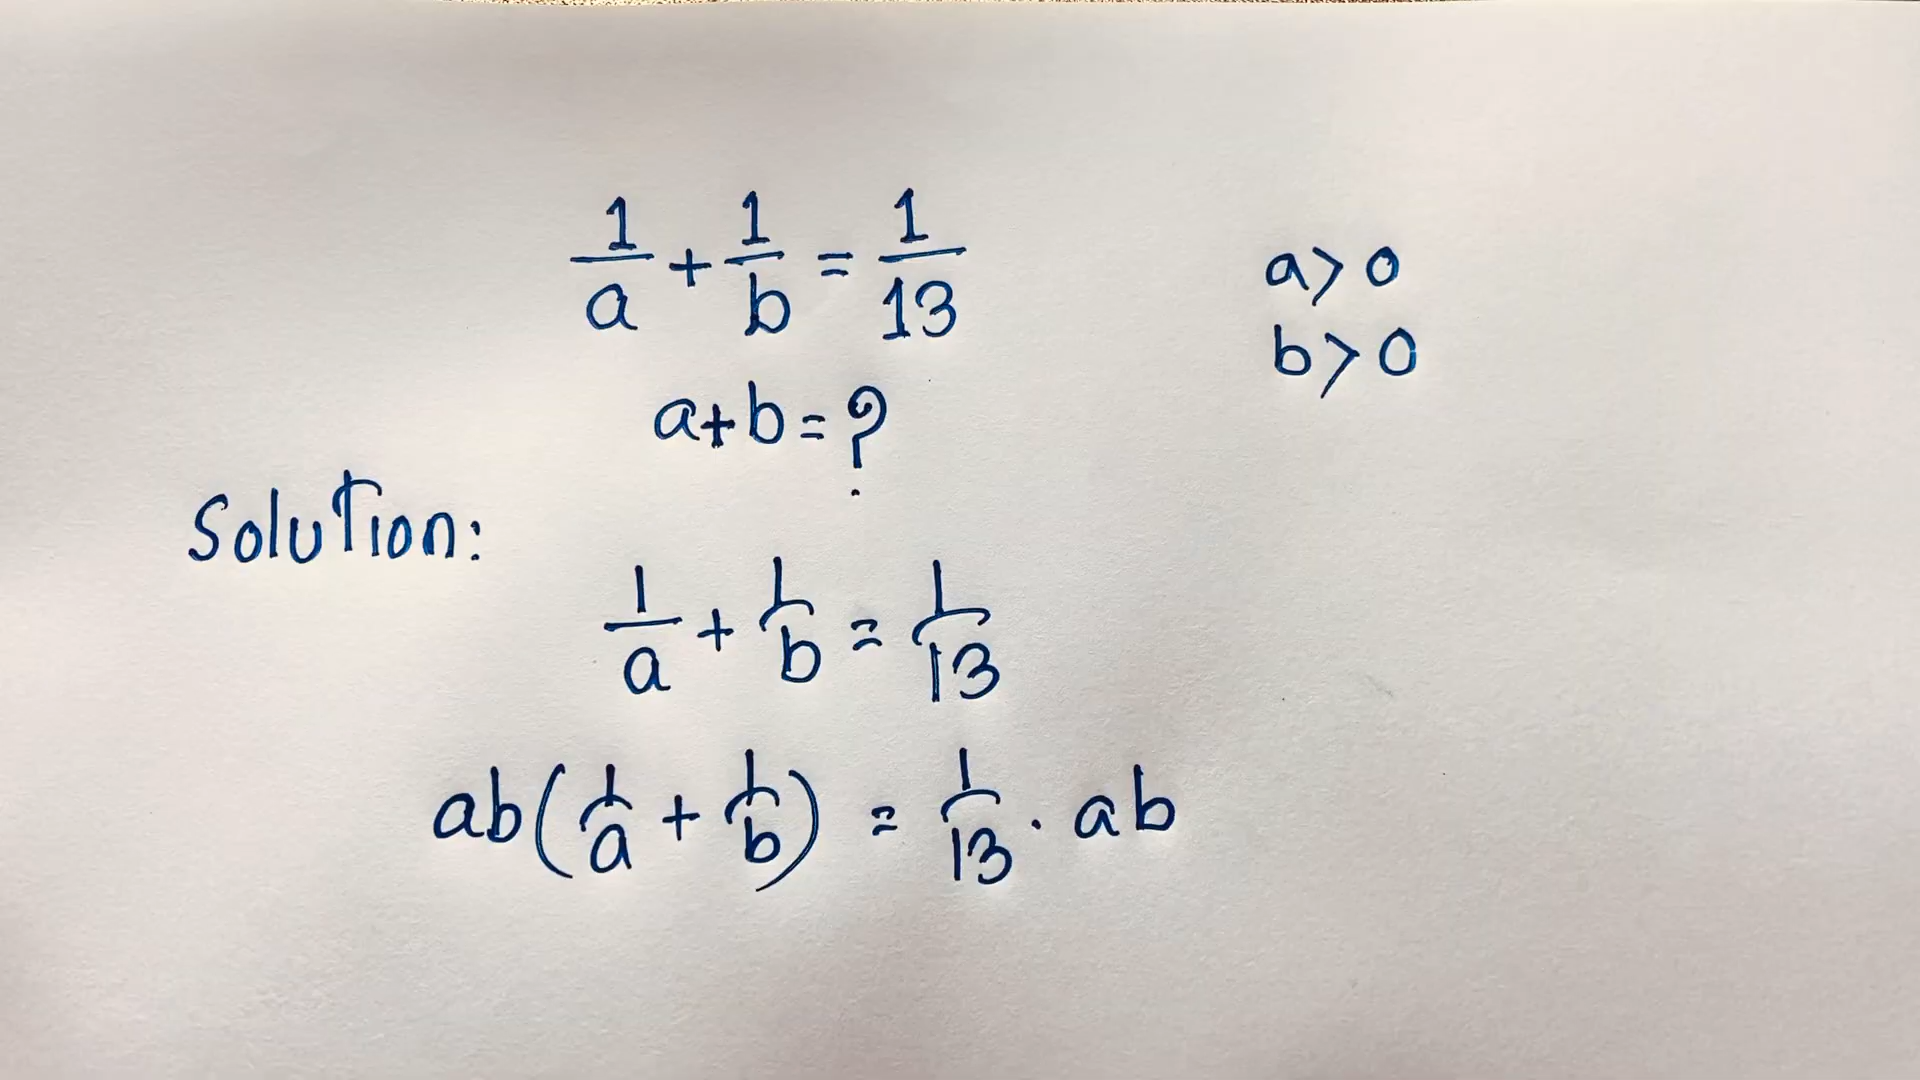 1/a + 1/b = 1/13
a > 0
b > 0
a+b = ?
Solution:
1/a + 1/b = 1/13
ab(1/a + 1/b) = 1/13 · ab